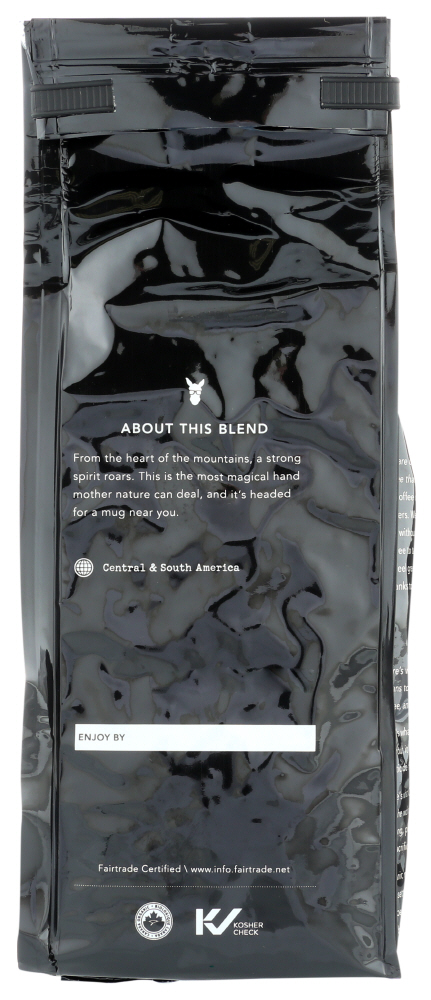 ABOUT THIS BLEND
From the heart of the mountains, a strong
spirit roars. This is the most magical hand
mother nature can deal, and it's headed
for a mug near you.
Central & South America
ENJOY BY
Fairtrade Certified \ www.info.fairtrade.net
KV KOSHER
CHECK